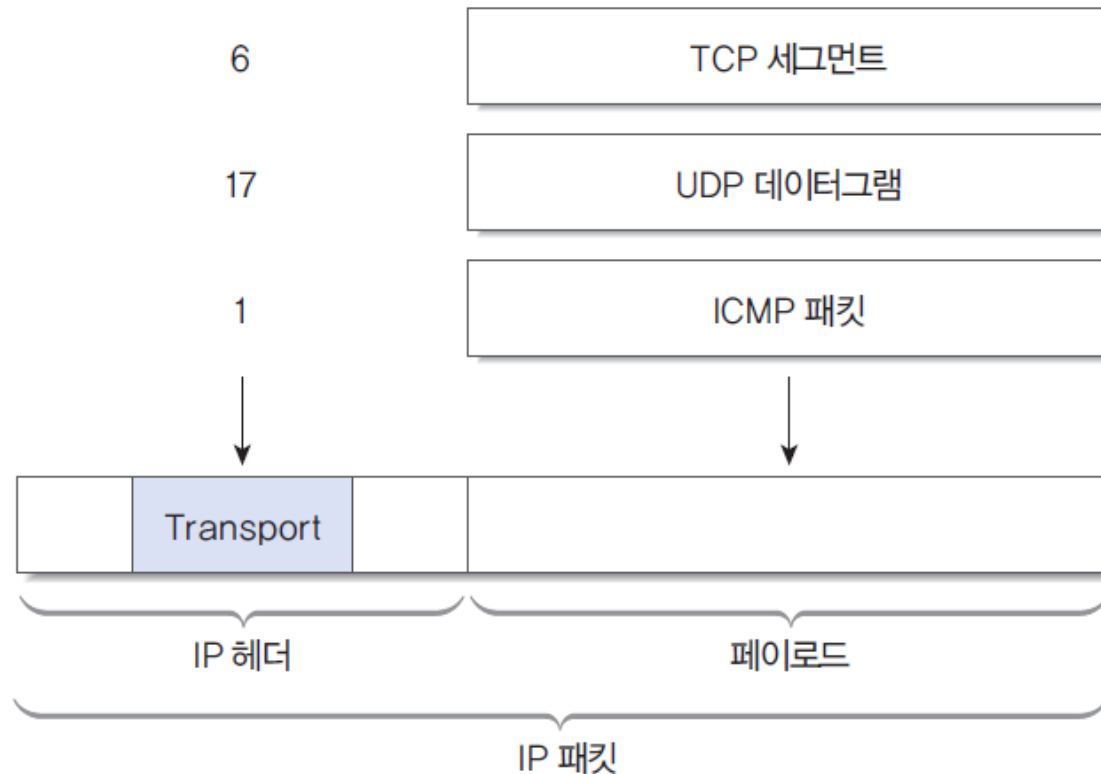 6
TCP 세그먼트
17
UDP 데이터그램
1
ICMP 패킷
Transport
IP 헤더
페이로드
IP 패킷